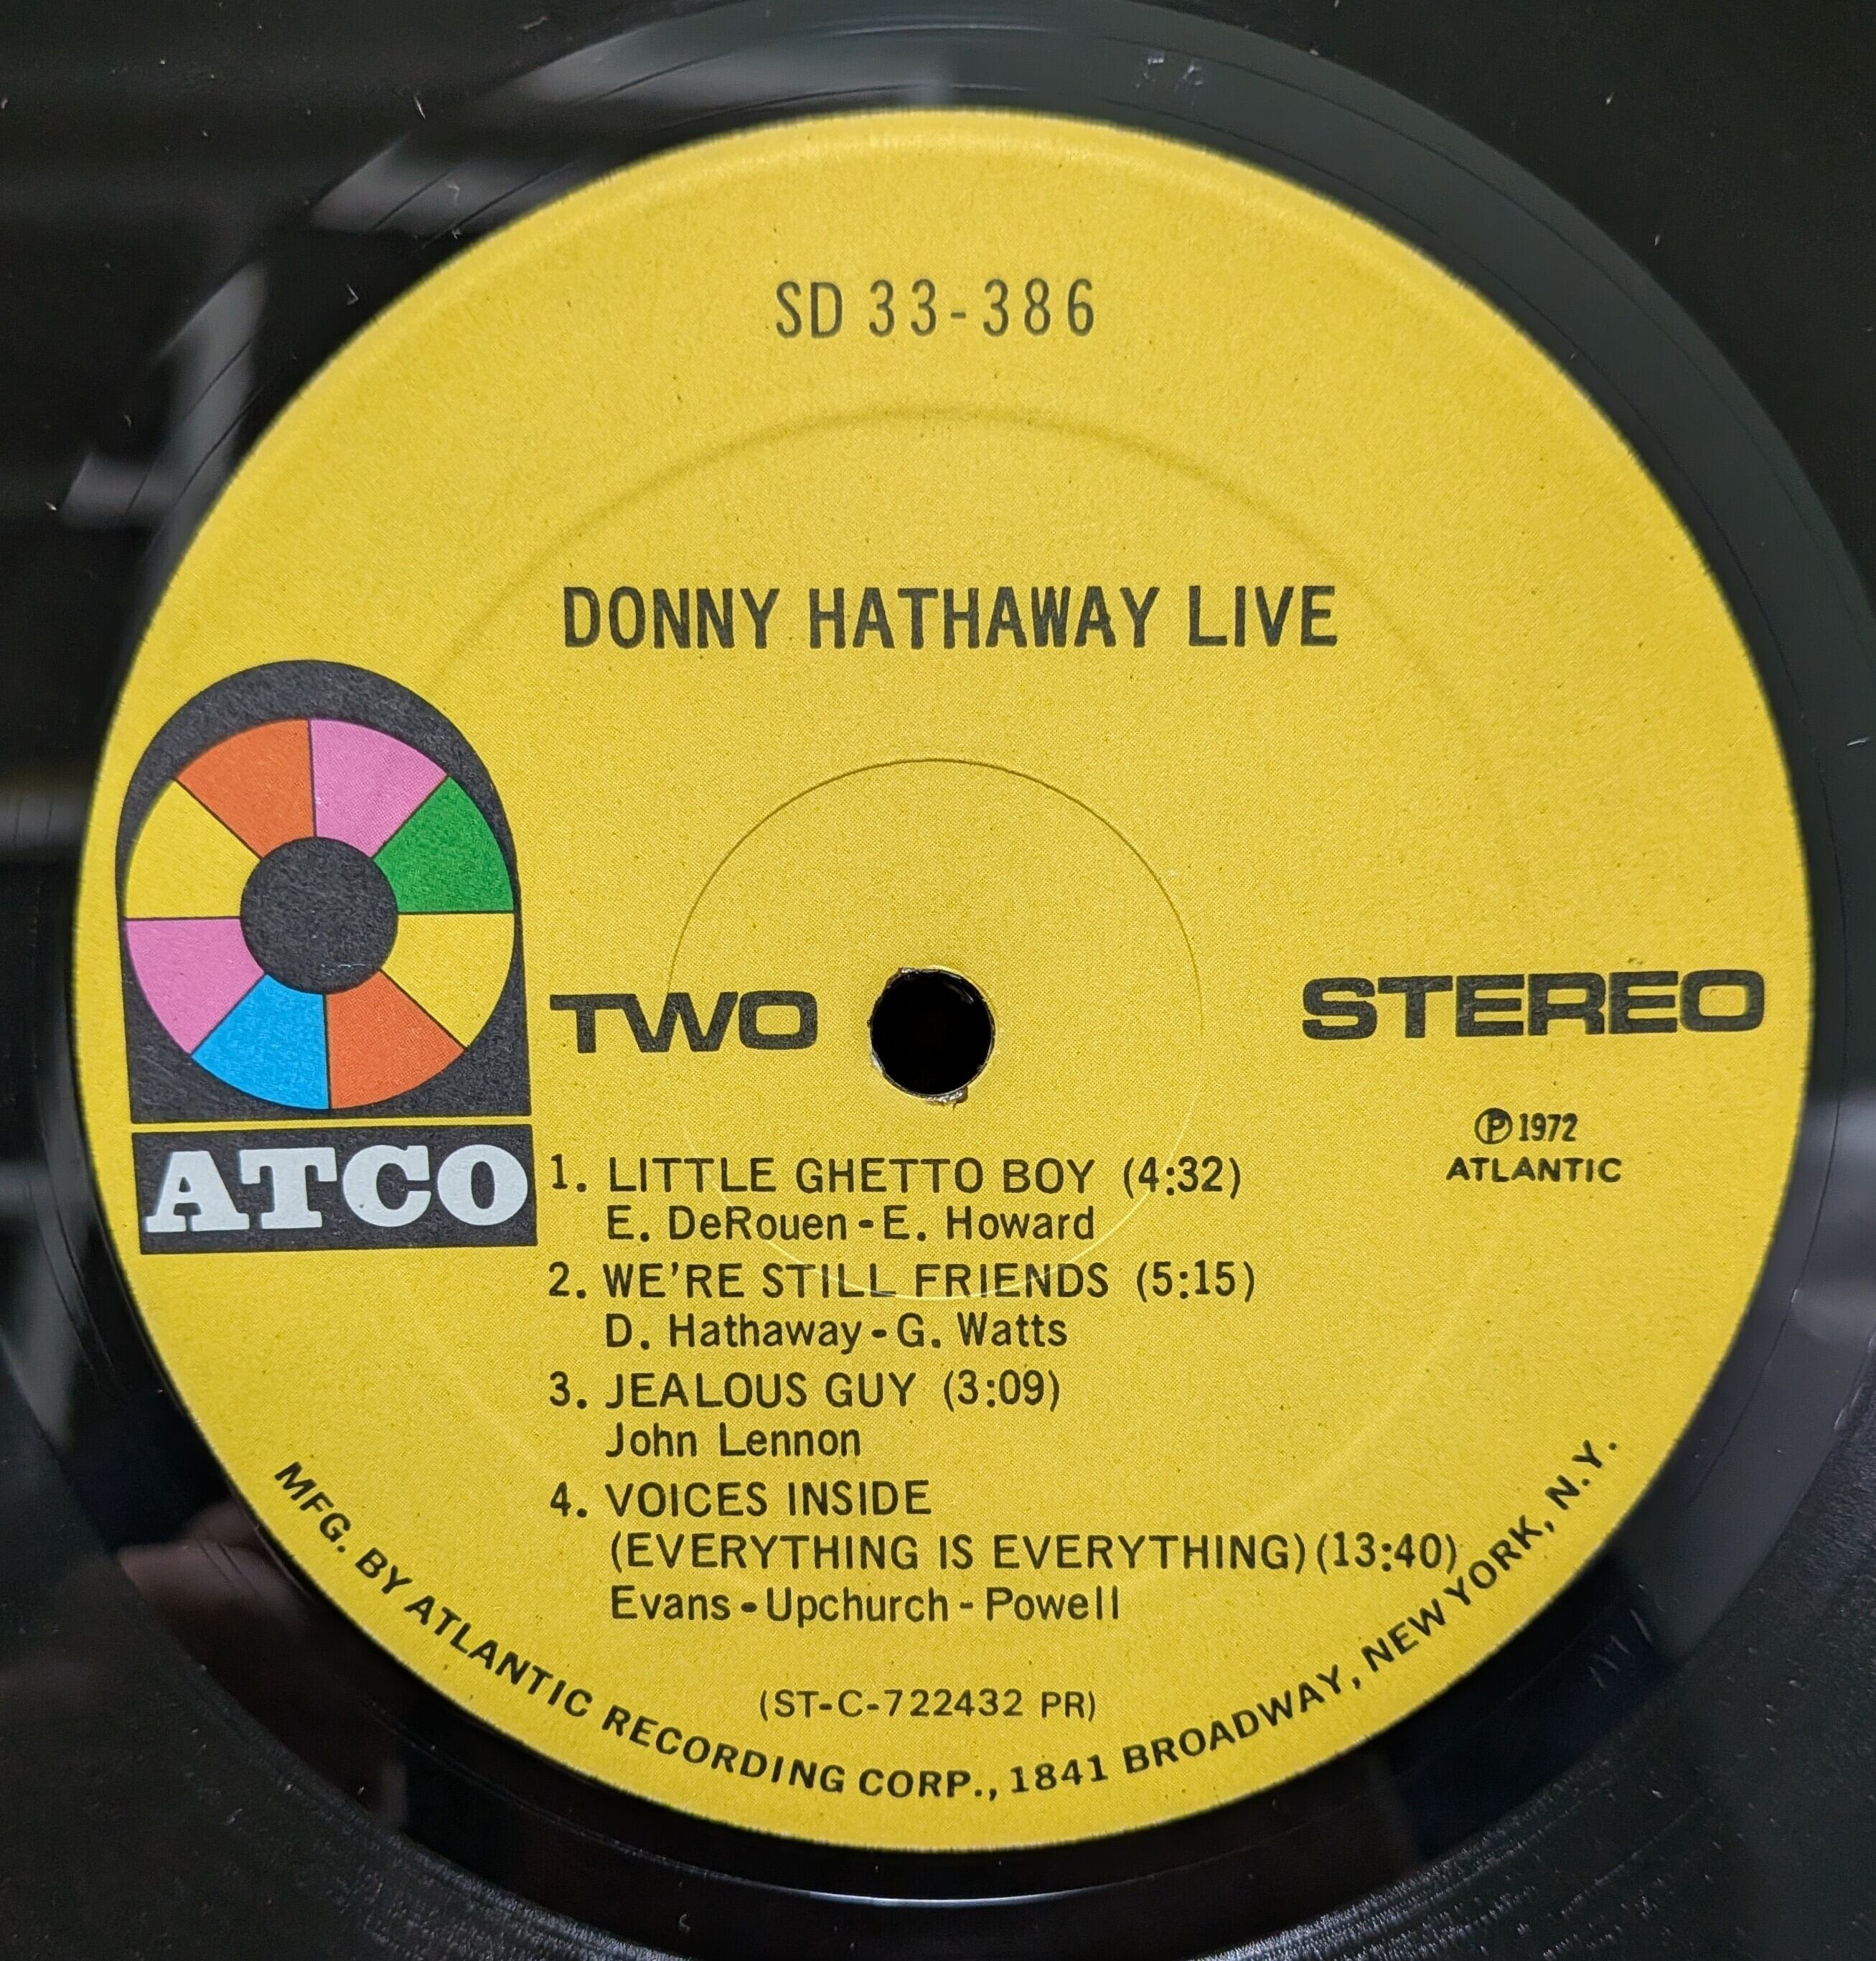 SD 33-386
DONNY HATHAWAY LIVE
TWO
STEREO
℗ 1972
ATLANTIC
ATCO
1. LITTLE GHETTO BOY (4:32)
E. DeRouen - E. Howard
2. WE'RE STILL FRIENDS (5:15)
D. Hathaway - G. Watts
3. JEALOUS GUY (3:09)
John Lennon
4. VOICES INSIDE
(EVERYTHING IS EVERYTHING) (13:40)
Evans - Upchurch - Powell
(ST-C-722432 PR)
MFG. BY ATLANTIC RECORDING CORP., 1841 BROADWAY, NEW YORK, N.Y.